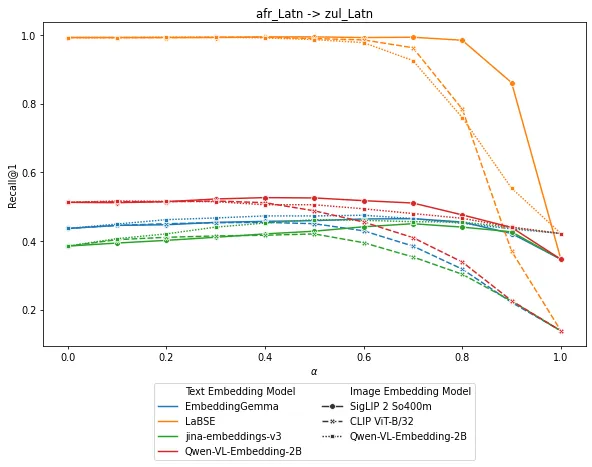 afr_Latn -> zul_Latn
Recall@1
1.0
0.8
0.6
0.4
0.2
0.0 0.2 0.4 0.6 0.8 1.0
α
Text Embedding Model Image Embedding Model
EmbeddingGemma SigLIP 2 So400m
LaBSE CLIP ViT-B/32
jina-embeddings-v3 Qwen-VL-Embedding-2B
Qwen-VL-Embedding-2B